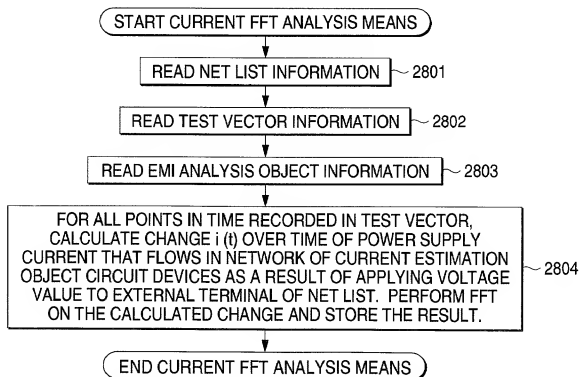 START CURRENT FFT ANALYSIS MEANS
READ NET LIST INFORMATION
2801
READ TEST VECTOR INFORMATION
2802
READ EMI ANALYSIS OBJECT INFORMATION
2803
FOR ALL POINTS IN TIME RECORDED IN TEST VECTOR,
CALCULATE CHANGE i (t) OVER TIME OF POWER SUPPLY
CURRENT THAT FLOWS IN NETWORK OF CURRENT ESTIMATION
OBJECT CIRCUIT DEVICES AS A RESULT OF APPLYING VOLTAGE
VALUE TO EXTERNAL TERMINAL OF NET LIST. PERFORM FFT
ON THE CALCULATED CHANGE AND STORE THE RESULT.
2804
END CURRENT FFT ANALYSIS MEANS